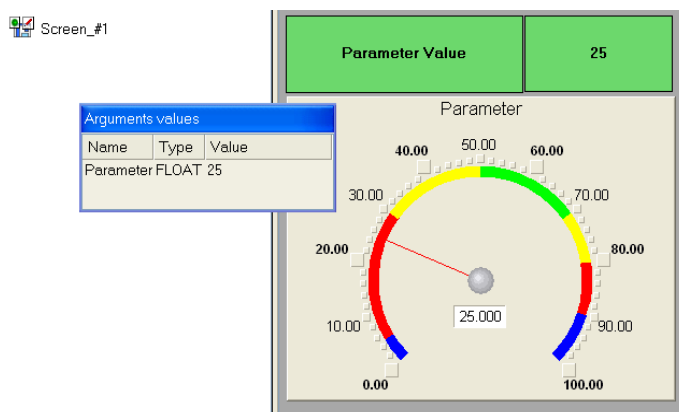 Screen_#1
Parameter Value 25
Arguments values
Name Type Value
Parameter FLOAT 25
Parameter
50.00
40.00 60.00
30.00 70.00
20.00 80.00
25.000
10.00 90.00
0.00 100.00